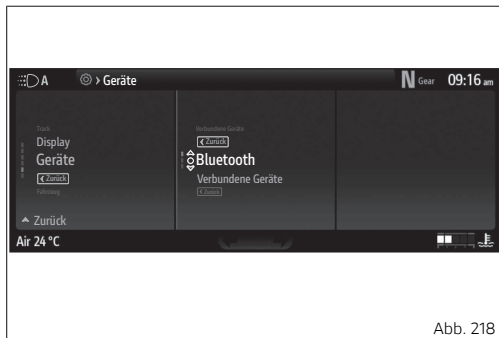 A
› Geräte
N Gear 09:16 am
Track
Display
Geräte
Zurück
Fahrzeug
Zurück
Verbundene Geräte
Zurück
Bluetooth
Verbundene Geräte
Zurück
Air 24 °C
Abb. 218